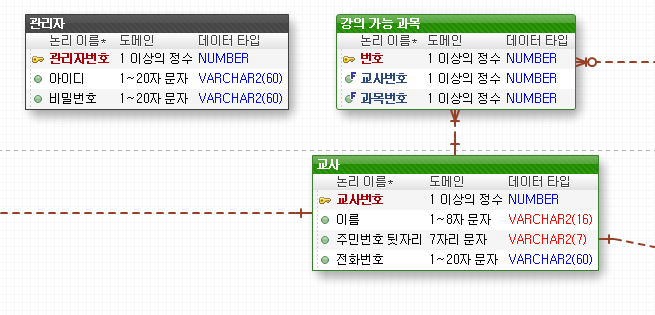 관리자
논리 이름* 도메인 데이터 타입
관리자번호 1 이상의 정수 NUMBER
아이디 1~20자 문자 VARCHAR2(60)
비밀번호 1~20자 문자 VARCHAR2(60)
강의 가능 과목
논리 이름* 도메인 데이터 타입
번호 1 이상의 정수 NUMBER
F 교사번호 1 이상의 정수 NUMBER
F 과목번호 1 이상의 정수 NUMBER
교사
논리 이름* 도메인 데이터 타입
교사번호 1 이상의 정수 NUMBER
이름 1~8자 문자 VARCHAR2(16)
주민번호 뒷자리 7자리 문자 VARCHAR2(7)
전화번호 1~20자 문자 VARCHAR2(60)